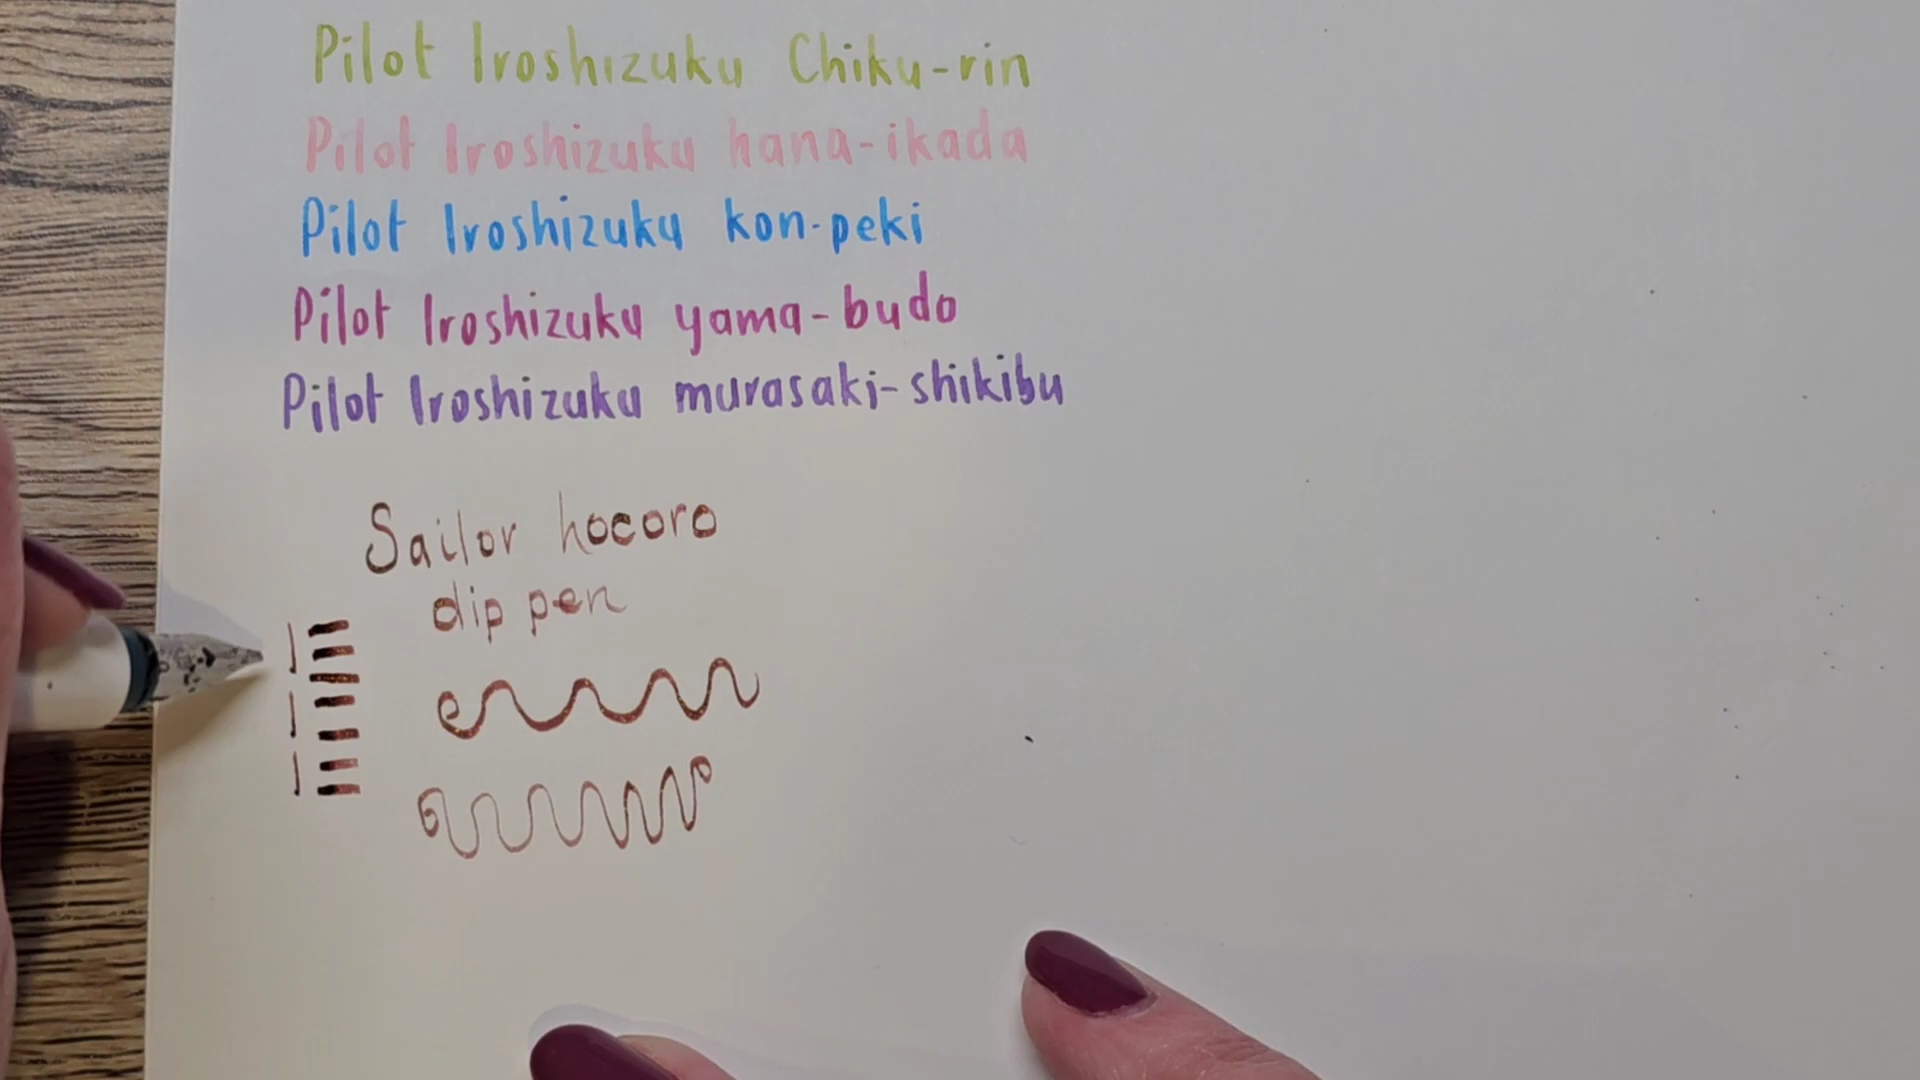 Pilot Iroshizuku Chiku-rin
Pilot Iroshizuku hana-ikada
Pilot Iroshizuku kon-peki
Pilot Iroshizuku yama-budo
Pilot Iroshizuku murasaki-shikibu
Sailor hocoro
dip pen